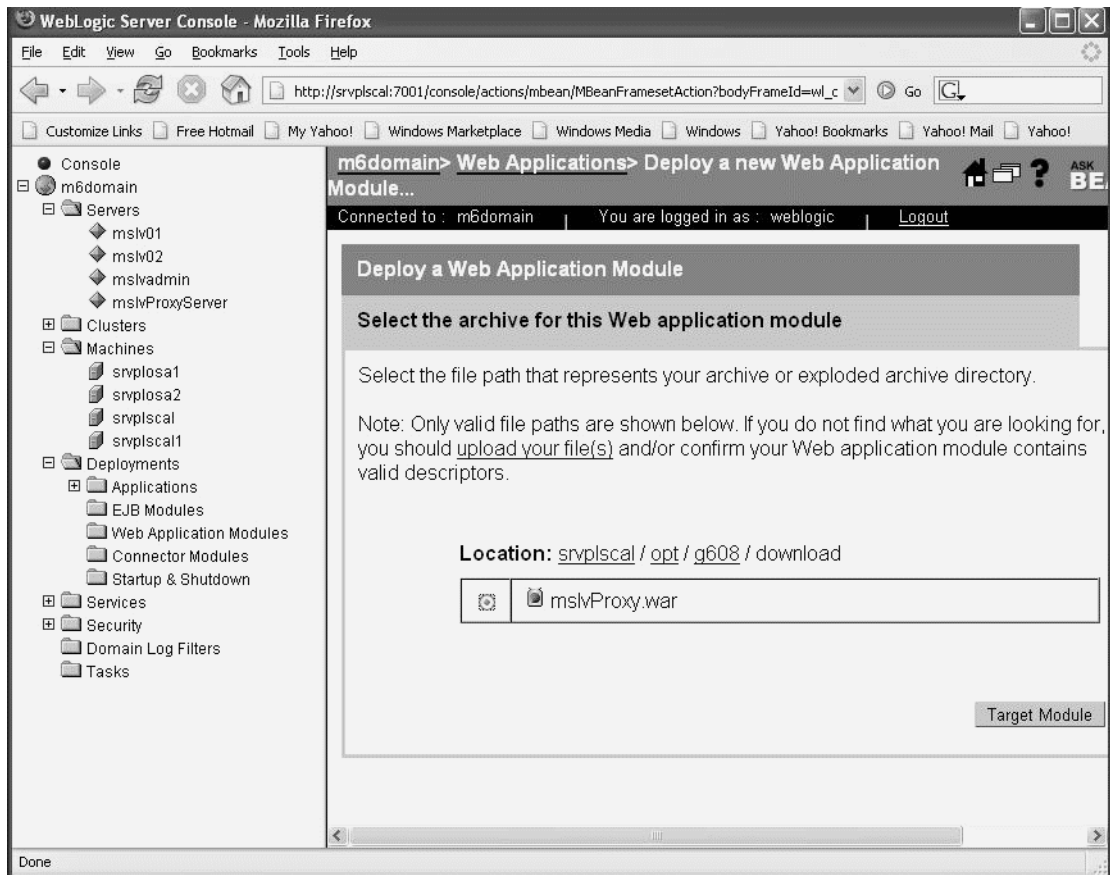 WebLogic Server Console - Mozilla Firefox
File Edit View Go Bookmarks Tools Help
http://srvplscal:7001/console/actions/mbean/MBeanFramesetAction?bodyFrameId=wl_c Go G
Customize Links Free Hotmail My Yahoo! Windows Marketplace Windows Media Windows Yahoo! Bookmarks Yahoo! Mail Yahoo!
Console
m6domain
Servers
mslv01
mslv02
mslvadmin
mslvProxyServer
Clusters
Machines
srvplosa1
srvplosa2
srvplscal
srvplscal1
Deployments
Applications
EJB Modules
Web Application Modules
Connector Modules
Startup & Shutdown
Services
Security
Domain Log Filters
Tasks
m6domain> Web Applications> Deploy a new Web Application
Module...
? ASK
BE
Connected to : m6domain | You are logged in as : weblogic | Logout
Deploy a Web Application Module
Select the archive for this Web application module
Select the file path that represents your archive or exploded archive directory.
Note: Only valid file paths are shown below. If you do not find what you are looking for,
you should upload your file(s) and/or confirm your Web application module contains
valid descriptors.
Location: srvplscal / opt / g608 / download
mslvProxy.war
Target Module
Done